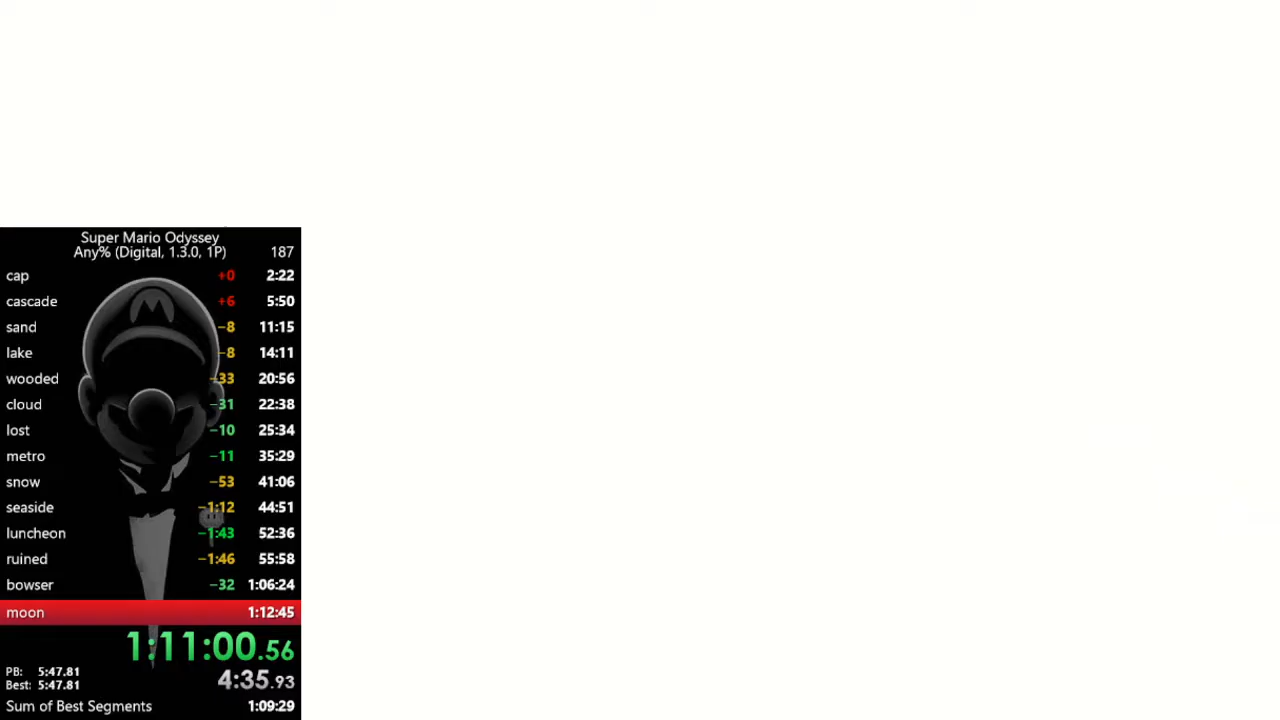 Super Mario Odyssey
Any% (Digital, 1.3.0, 1P) 187
cap +0 2:22
cascade +6 5:50
sand −8 11:15
lake −8 14:11
wooded −33 20:56
cloud −31 22:38
lost −10 25:34
metro −11 35:29
snow −53 41:06
seaside −1:12 44:51
luncheon −1:43 52:36
ruined −1:46 55:58
bowser −32 1:06:24
moon 1:12:45
1:11:00.56
PB: 5:47.81
Best: 5:47.81
4:35.93
Sum of Best Segments 1:09:29